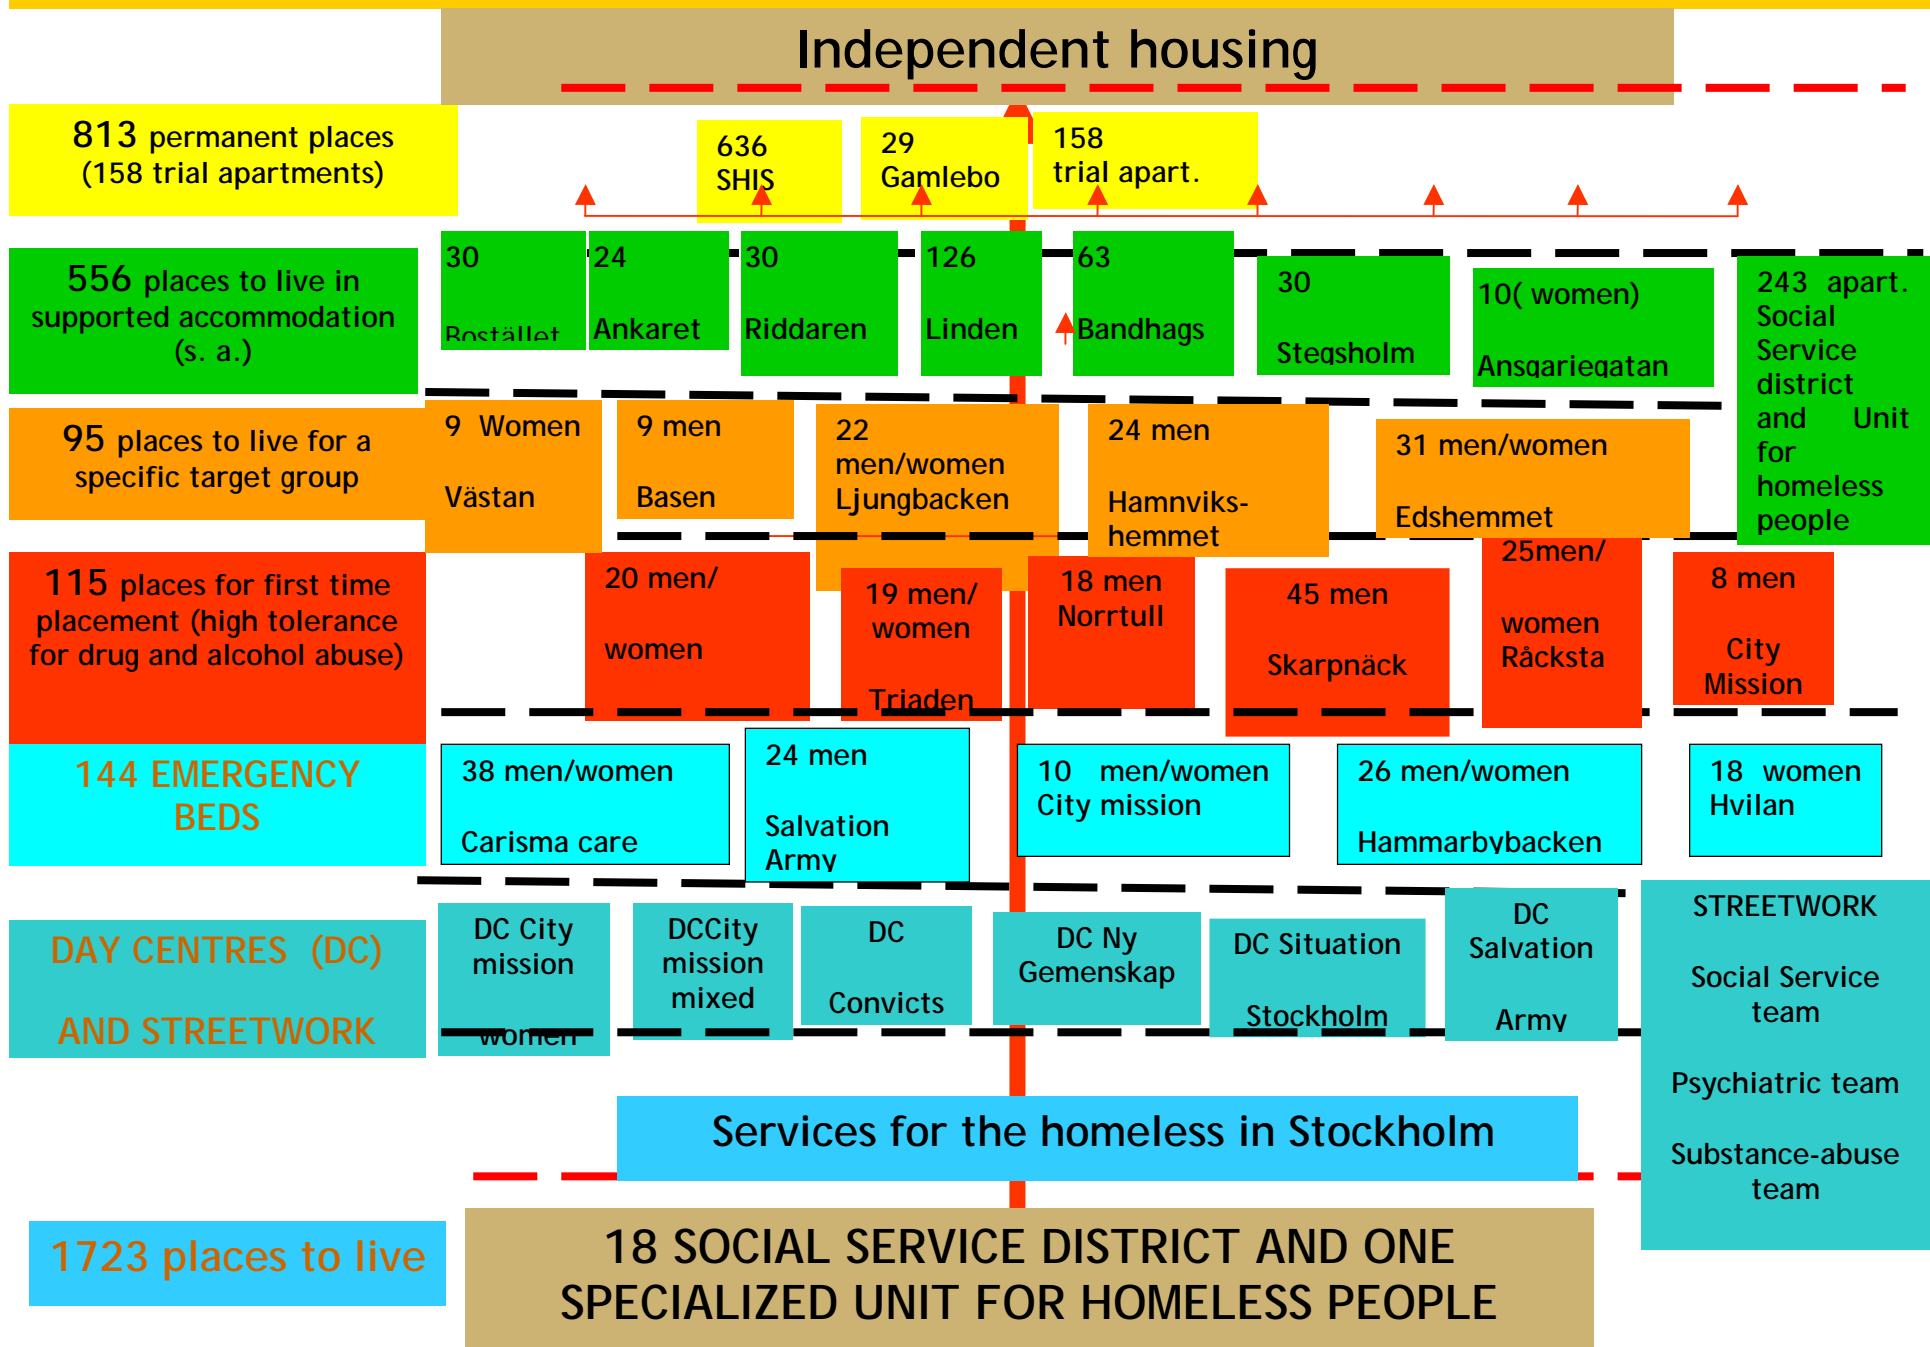 Independent housing
813 permanent places
(158 trial apartments)
636
SHIS
29
Gamlebo
158
trial apart.
556 places to live in
supported accommodation
(s. a.)
30
Bostället
24
Ankaret
30
Riddaren
126
Linden
63
Bandhags
30
Stegsholm
10( women)
Ansgariegatan
243 apart.
Social
Service
district
and Unit
for
homeless
people
95 places to live for a
specific target group
9 Women
Västan
9 men
Basen
22
men/women
Ljungbacken
24 men
Hamnviks-
hemmet
31 men/women
Edshemmet
115 places for first time
placement (high tolerance
for drug and alcohol abuse)
20 men/
women
19 men/
women
Triaden
18 men
Norrtull
45 men
Skarpnäck
25men/
women
Råcksta
8 men
City
Mission
144 EMERGENCY
BEDS
38 men/women
Carisma care
24 men
Salvation
Army
10 men/women
City mission
26 men/women
Hammarbybacken
18 women
Hvilan
DAY CENTRES (DC)
AND STREETWORK
DC City
mission
women
DCCity
mission
mixed
DC
Convicts
DC Ny
Gemenskap
DC Situation
Stockholm
DC
Salvation
Army
STREETWORK
Social Service
team
Psychiatric team
Substance-abuse
team
Services for the homeless in Stockholm
1723 places to live
18 SOCIAL SERVICE DISTRICT AND ONE
SPECIALIZED UNIT FOR HOMELESS PEOPLE